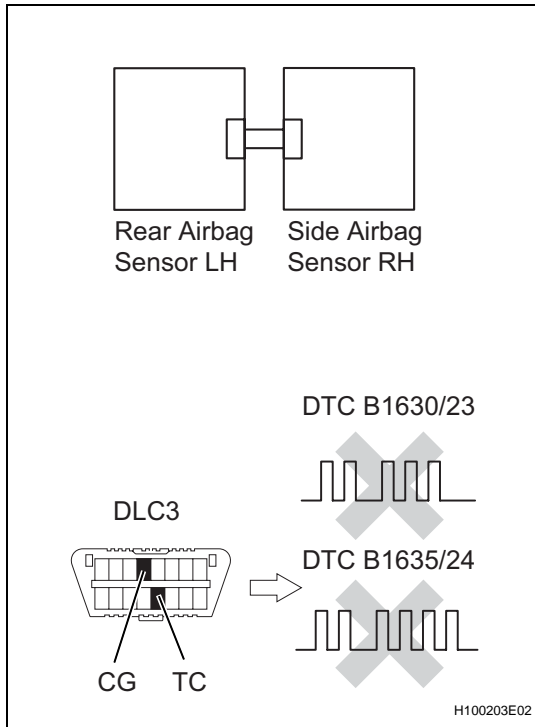 Rear Airbag
Sensor LH
Side Airbag
Sensor RH
DTC B1630/23
DLC3
DTC B1635/24
CG
TC
H100203E02